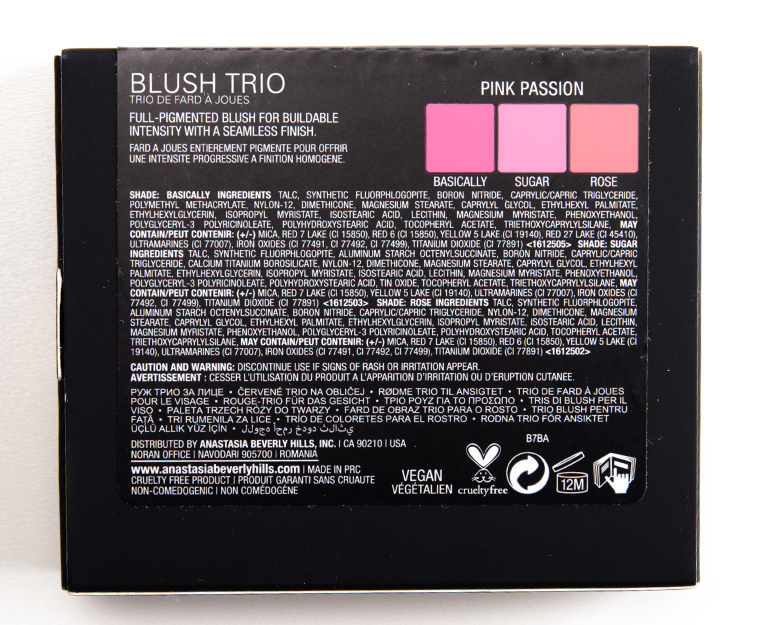 BLUSH TRIO
TRIO DE FARD À JOUES
FULL-PIGMENTED BLUSH FOR BUILDABLE
INTENSITY WITH A SEAMLESS FINISH.
FARD A JOUES ENTIEREMENT PIGMENTE POUR OFFRIR
UNE INTENSITE PROGRESSIVE A FINITION HOMOGENE.
PINK PASSION
BASICALLY SUGAR ROSE
SHADE: BASICALLY INGREDIENTS TALC, SYNTHETIC FLUORPHLOGOPITE, BORON NITRIDE, CAPRYLIC/CAPRIC TRIGLYCERIDE,
POLYMETHYL METHACRYLATE, NYLON-12, DIMETHICONE, MAGNESIUM STEARATE, CAPRYLYL GLYCOL, ETHYLHEXYL PALMITATE,
ETHYLHEXYLGLYCERIN, ISOPROPYL MYRISTATE, ISOSTEARIC ACID, LECITHIN, MAGNESIUM MYRISTATE, PHENOXYETHANOL,
POLYGLYCERYL-3 POLYRICINOLEATE, POLYHYDROXYSTEARIC ACID, TOCOPHERYL ACETATE, TRIETHOXYCAPRYLYLSILANE, MAY
CONTAIN/PEUT CONTENIR: (+/-) MICA, RED 7 LAKE (CI 15850), RED 6 (CI 15850), YELLOW 5 LAKE (CI 19140), RED 27 LAKE (CI 45410),
ULTRAMARINES (CI 77007), IRON OXIDES (CI 77491, CI 77492, CI 77499), TITANIUM DIOXIDE (CI 77891) <1612505> SHADE: SUGAR
INGREDIENTS TALC, SYNTHETIC FLUORPHLOGOPITE, ALUMINUM STARCH OCTENYLSUCCINATE, BORON NITRIDE, CAPRYLIC/CAPRIC
TRIGLYCERIDE, CALCIUM TITANIUM BOROSILICATE, NYLON-12, DIMETHICONE, MAGNESIUM STEARATE, CAPRYLYL GLYCOL, ETHYLHEXYL
PALMITATE, ETHYLHEXYLGLYCERIN, ISOPROPYL MYRISTATE, ISOSTEARIC ACID, LECITHIN, MAGNESIUM MYRISTATE, PHENOXYETHANOL,
POLYGLYCERYL-3 POLYRICINOLEATE, POLYHYDROXYSTEARIC ACID, TIN OXIDE, TOCOPHERYL ACETATE, TRIETHOXYCAPRYLYLSILANE, MAY
CONTAIN/PEUT CONTENIR: (+/-) MICA, RED 7 LAKE (CI 15850), YELLOW 5 LAKE (CI 19140), ULTRAMARINES (CI 77007), IRON OXIDES (CI
77492, CI 77499), TITANIUM DIOXIDE (CI 77891) <1612503> SHADE: ROSE INGREDIENTS TALC, SYNTHETIC FLUORPHLOGOPITE,
ALUMINUM STARCH OCTENYLSUCCINATE, BORON NITRIDE, CAPRYLIC/CAPRIC TRIGLYCERIDE, NYLON-12, DIMETHICONE, MAGNESIUM
STEARATE, CAPRYLYL GLYCOL, ETHYLHEXYL PALMITATE, ETHYLHEXYLGLYCERIN, ISOPROPYL MYRISTATE, ISOSTEARIC ACID, LECITHIN,
MAGNESIUM MYRISTATE, PHENOXYETHANOL, POLYGLYCERYL-3 POLYRICINOLEATE, POLYHYDROXYSTEARIC ACID, TOCOPHERYL ACETATE,
TRIETHOXYCAPRYLYLSILANE, MAY CONTAIN/PEUT CONTENIR: (+/-) MICA, RED 7 LAKE (CI 15850), RED 6 (CI 15850), YELLOW 5 LAKE (CI
19140), ULTRAMARINES (CI 77007), IRON OXIDES (CI 77491, CI 77492, CI 77499), TITANIUM DIOXIDE (CI 77891) <1612502>
CAUTION AND WARNING: DISCONTINUE USE IF SIGNS OF RASH OR IRRITATION APPEAR.
AVERTISSEMENT : CESSER L'UTILISATION DU PRODUIT A L'APPARITION D'IRRITATION OU D'ERUPTION CUTANEE.
РУЖ ТРИО ЗА ЛИЦЕ • ČERVENÉ TRIO NA OBLIČEJ • RØDME TRIO TIL ANSIGTET • TRIO DE FARD À JOUES
POUR LE VISAGE • ROUGE-TRIO FÜR DAS GESICHT • ΤΡΙΟ ΡΟΥΖ ΓΙΑ ΤΟ ΠΡΟΣΩΠΟ • TRIS DI BLUSH PER IL
VISO • PALETA TRZECH RÓŻY DO TWARZY • FARD DE OBRAZ TRIO PARA O ROSTO • TRIO BLUSH PENTRU
FAȚĂ • TRI RUMENILA ZA LICE • TRÍO DE COLORETES PARA EL ROSTRO • RODNA TRIO FÖR ANSIKTET
ÜÇLÜ ALLIK YÜZ İÇİN •
B7BA
DISTRIBUTED BY ANASTASIA BEVERLY HILLS, INC. | CA 90210 | USA
NORAN OFFICE | NAVODARI 905700 | ROMANIA
www.anastasiabeverlyhills.com | MADE IN PRC
CRUELTY FREE PRODUCT | PRODUIT GARANTI SANS CRUAUTE
NON-COMEDOGENIC | NON COMÉDOGÈNE
VEGAN
VÉGÉTALIEN
crueltyfree
12M